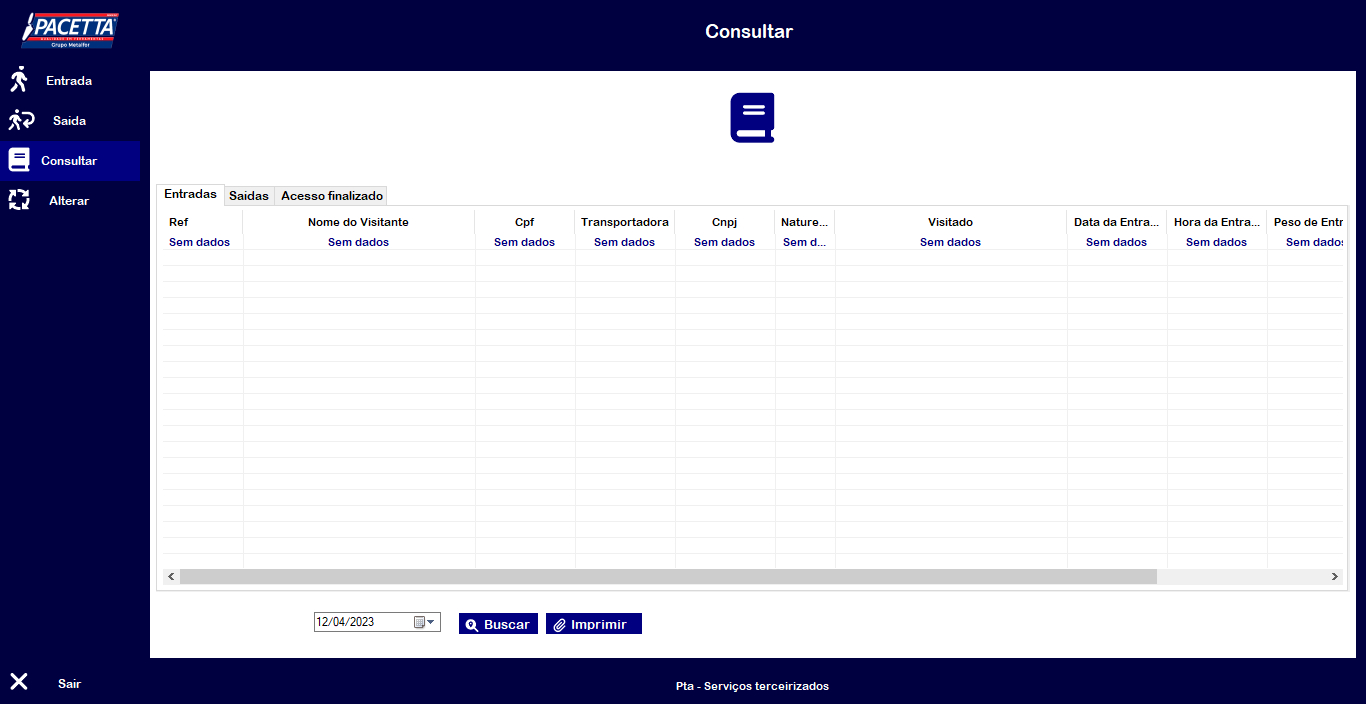 PACETTA
Grupo Metalfor
Consultar
Entrada
Saida
Consultar
Alterar
Entradas Saidas Acesso finalizado
Ref Nome do Visitante Cpf Transportadora Cnpj Nature... Visitado Data da Entra... Hora da Entra... Peso de Entr
Sem dados Sem dados Sem dados Sem dados Sem dados Sem d... Sem dados Sem dados Sem dados Sem dados
12/04/2023 Buscar Imprimir
Sair
Pta - Serviços terceirizados